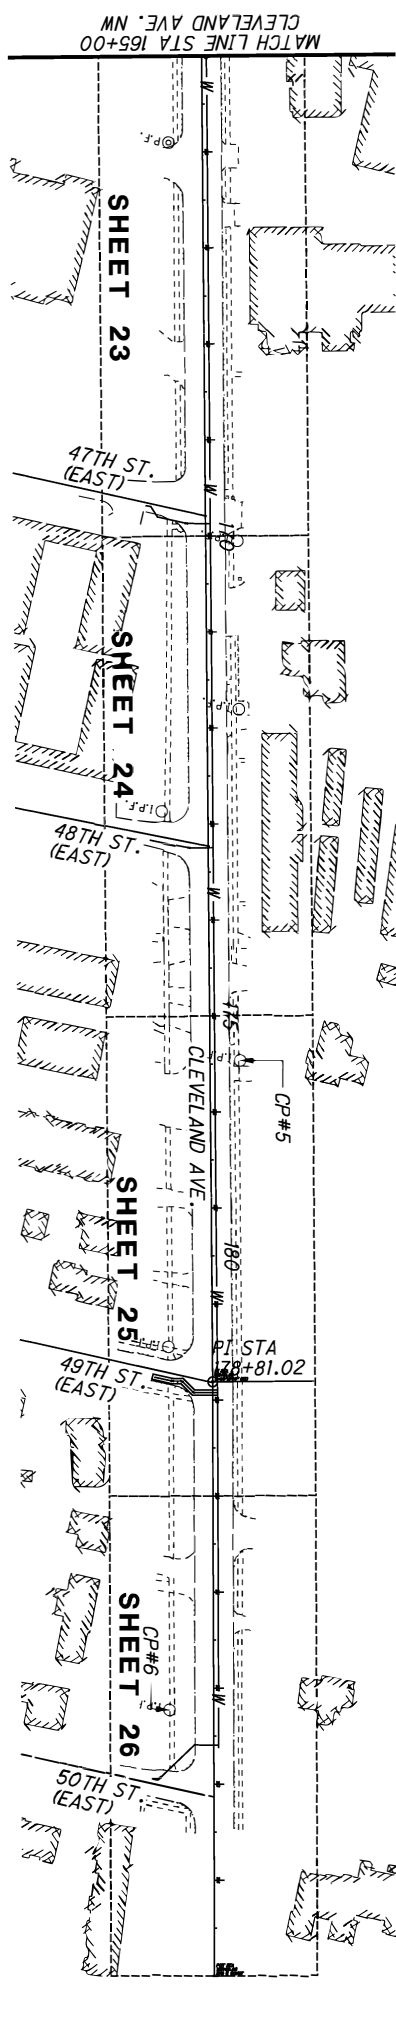 MATCH LINE STA 165+00
CLEVELAND AVE. NW
W
I.P.F.
SHEET 23
47TH ST.
(EAST)
W
170
SHEET 24
I.P.F.
I.P.F.
48TH ST.
(EAST)
W
175
I.P.F.
CP#5
CLEVELAND AVE.
SHEET 25
180
W
PI STA
178+81.02
I.P.F.
49TH ST.
(EAST)
SHEET 26
CP#6
I.P.F.
W
50TH ST.
(EAST)